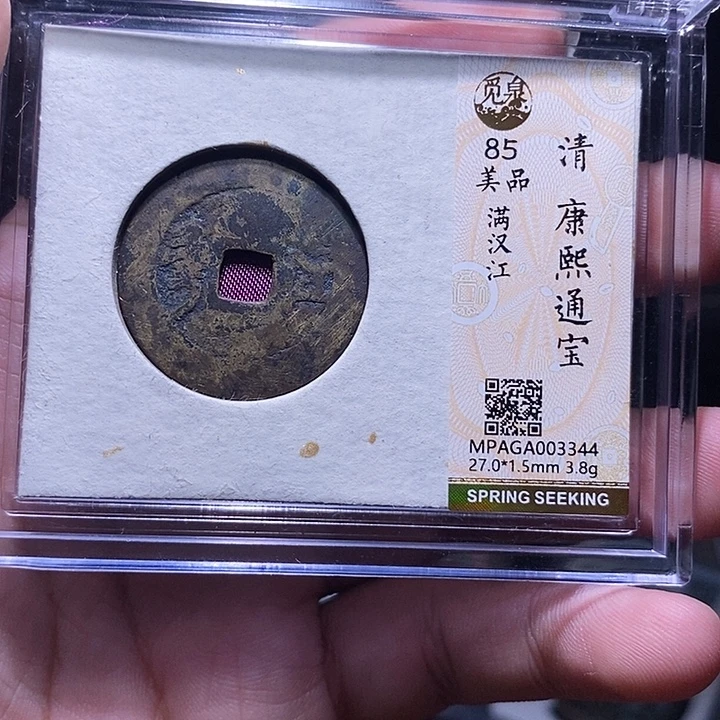 觅泉
85
美品
满汉江
清 康熙通宝
MPAGA003344
27.0*1.5mm 3.8g
SPRING SEEKING